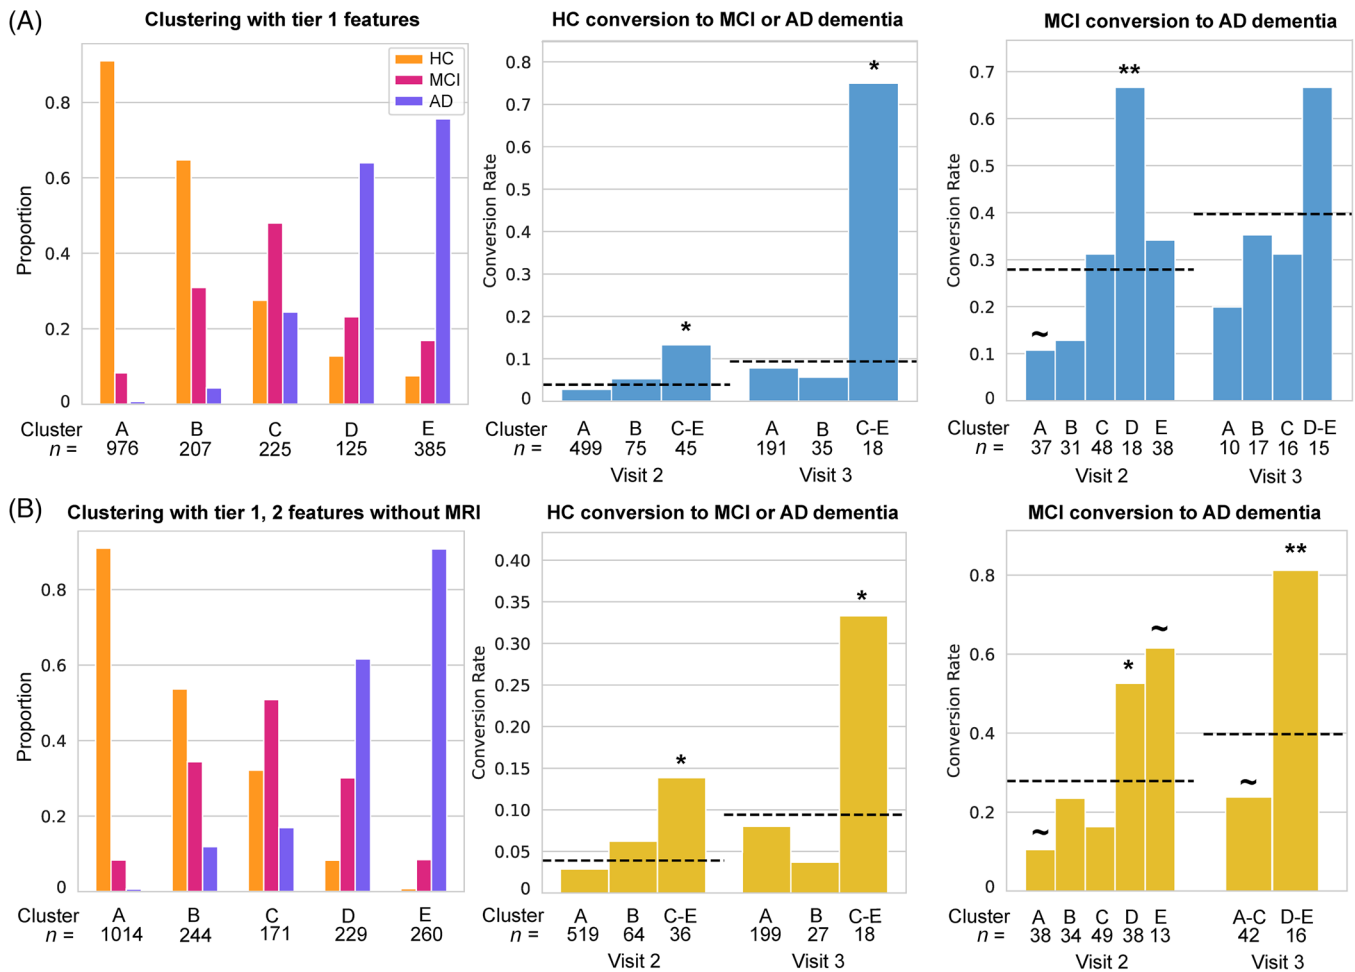 (A)
Clustering with tier 1 features
HC conversion to MCI or AD dementia
MCI conversion to AD dementia
HC
MCI
AD
Proportion
0.8
0.6
0.4
0.2
0
Cluster A B C D E
n = 976 207 225 125 385
Conversion Rate
0.8
0.7
0.6
0.5
0.4
0.3
0.2
0.1
0
*
*
A B C-E A B C-E
499 75 45 191 35 18
Visit 2 Visit 3
Conversion Rate
0.7
0.6
0.5
0.4
0.3
0.2
0.1
0
~
**
Cluster A B C D E A B C D-E
n = 37 31 48 18 38 10 17 16 15
Visit 2 Visit 3
(B)
Clustering with tier 1, 2 features without MRI
HC conversion to MCI or AD dementia
MCI conversion to AD dementia
Proportion
0.8
0.6
0.4
0.2
0
Cluster A B C D E
n = 1014 244 171 229 260
Conversion Rate
0.40
0.35
0.30
0.25
0.20
0.15
0.10
0.05
0
*
*
A B C-E A B C-E
519 64 36 199 27 18
Visit 2 Visit 3
Conversion Rate
0.8
0.6
0.4
0.2
0
~
*
~
~
**
Cluster A B C D E A-C D-E
n = 38 34 49 38 13 42 16
Visit 2 Visit 3